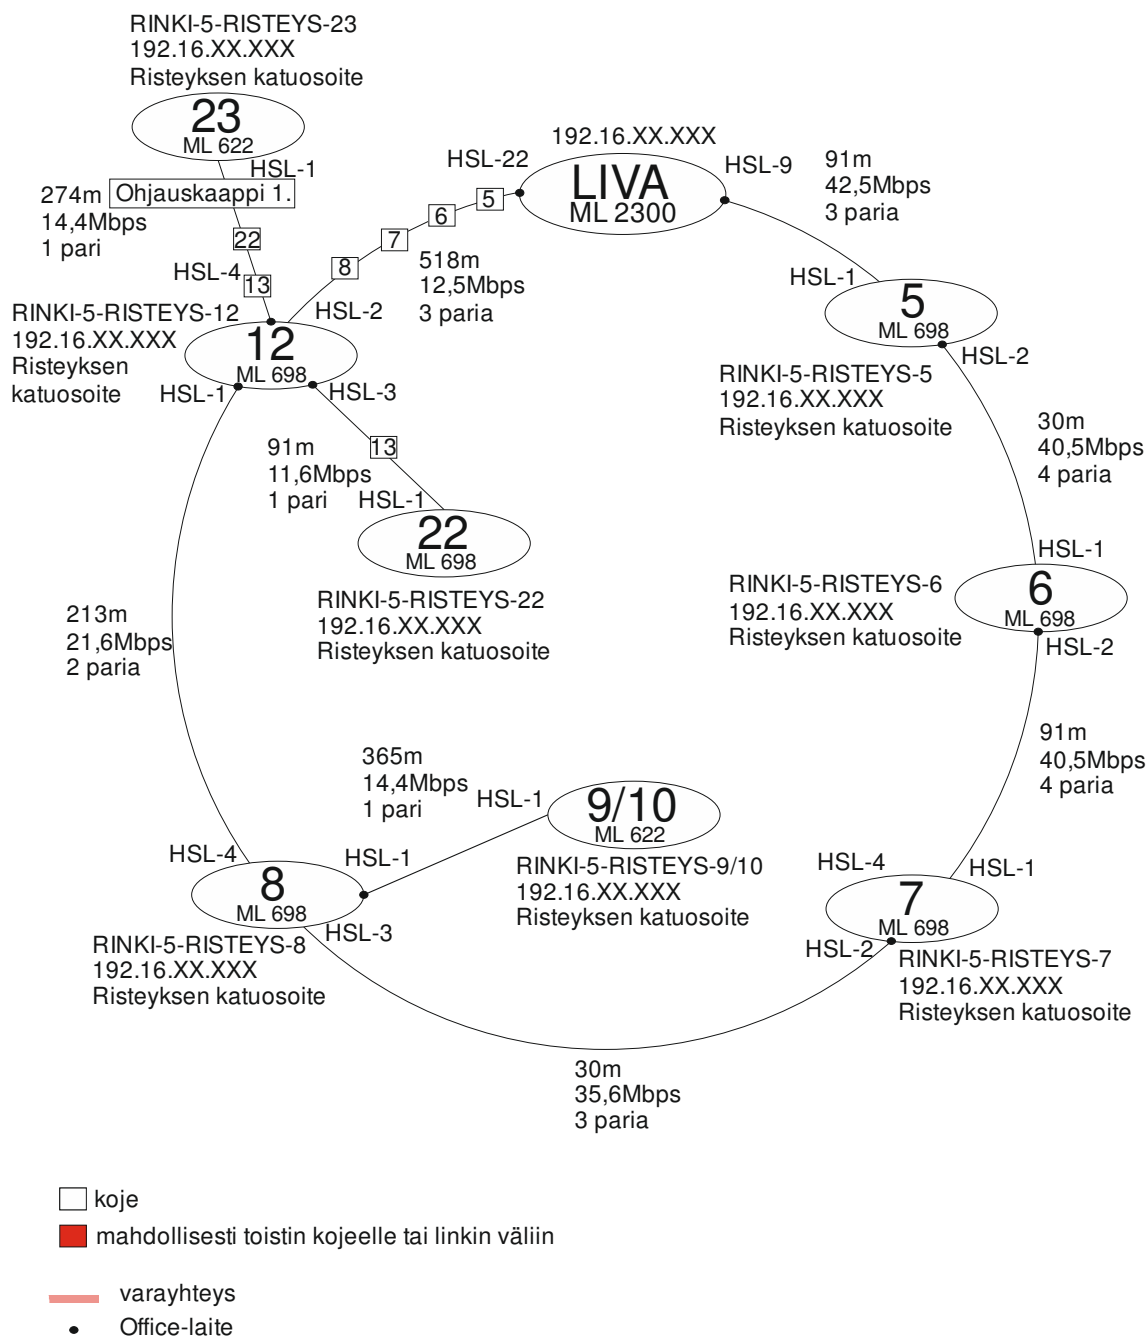 RINKI-5-RISTEYS-23
192.16.XX.XXX
Risteyksen katuosoite
23
ML 622
HSL-1
274m
14,4Mbps
1 pari
Ohjauskaappi 1.
22
HSL-4
13
192.16.XX.XXX
HSL-22
LIVA
ML 2300
HSL-9
5
6
7
8
518m
12,5Mbps
3 paria
91m
42,5Mbps
3 paria
HSL-1
5
ML 698
HSL-2
RINKI-5-RISTEYS-5
192.16.XX.XXX
Risteyksen katuosoite
RINKI-5-RISTEYS-12
192.16.XX.XXX
Risteyksen
katuosoite
HSL-2
12
ML 698
HSL-1
HSL-3
91m
11,6Mbps
1 pari
13
HSL-1
22
ML 698
RINKI-5-RISTEYS-22
192.16.XX.XXX
Risteyksen katuosoite
30m
40,5Mbps
4 paria
HSL-1
6
ML 698
HSL-2
RINKI-5-RISTEYS-6
192.16.XX.XXX
Risteyksen katuosoite
213m
21,6Mbps
2 paria
91m
40,5Mbps
4 paria
365m
14,4Mbps
1 pari
HSL-1
9/10
ML 622
RINKI-5-RISTEYS-9/10
192.16.XX.XXX
Risteyksen katuosoite
HSL-4
HSL-1
8
ML 698
HSL-3
RINKI-5-RISTEYS-8
192.16.XX.XXX
Risteyksen katuosoite
HSL-4
HSL-1
7
ML 698
HSL-2
RINKI-5-RISTEYS-7
192.16.XX.XXX
Risteyksen katuosoite
30m
35,6Mbps
3 paria
koje
mahdollisesti toistin kojeelle tai linkin väliin
varayhteys
Office-laite